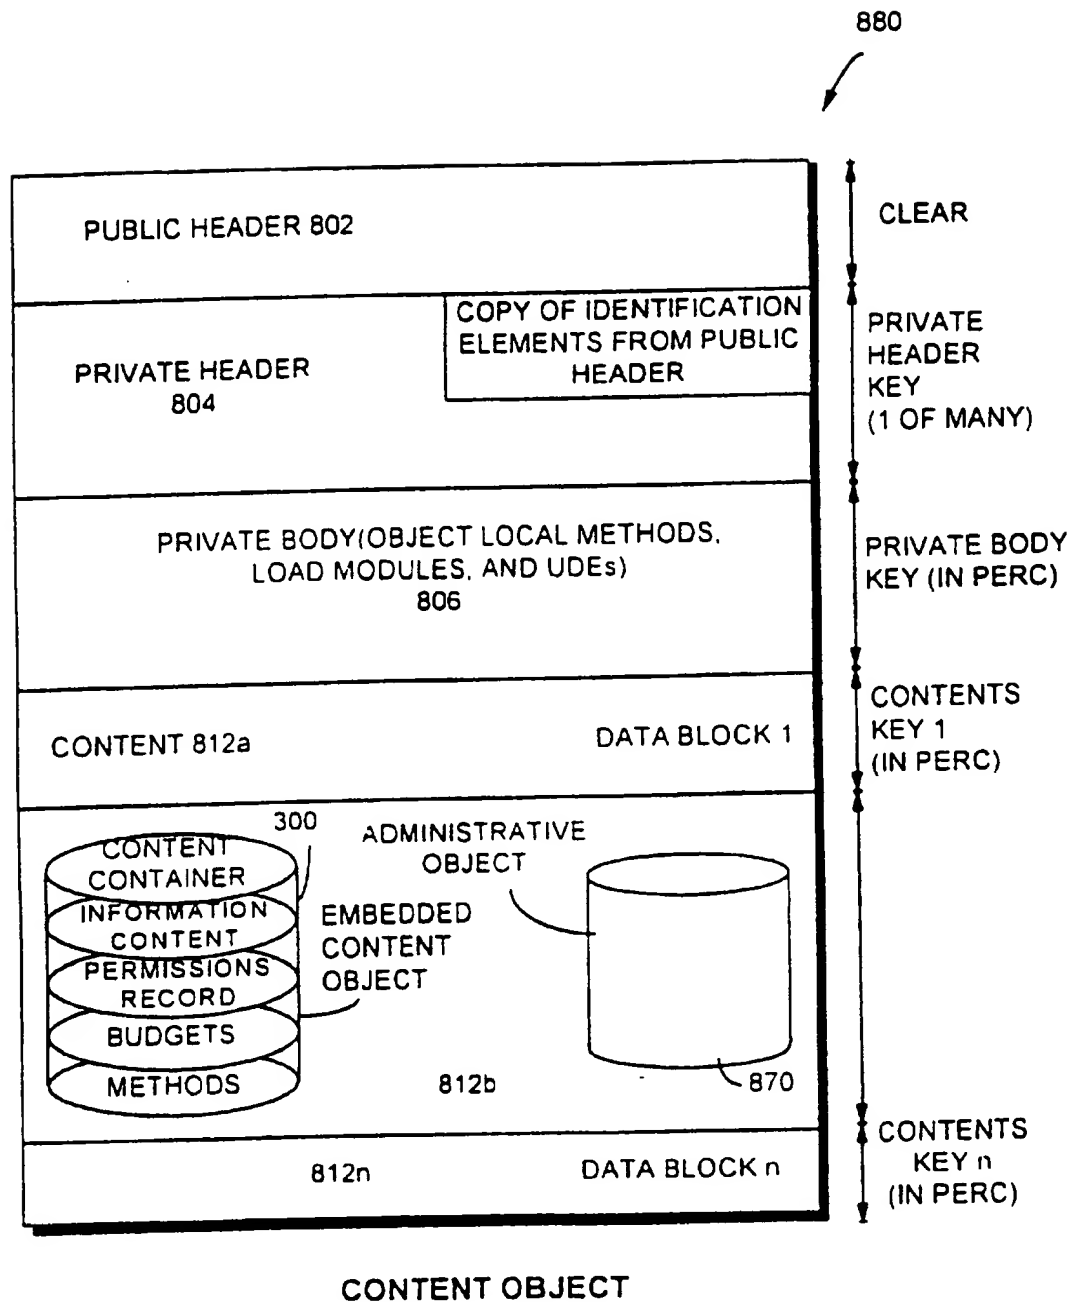 880
PUBLIC HEADER 802
CLEAR
COPY OF IDENTIFICATION
ELEMENTS FROM PUBLIC
HEADER
PRIVATE HEADER
804
PRIVATE
HEADER
KEY
(1 OF MANY)
PRIVATE BODY(OBJECT LOCAL METHODS,
LOAD MODULES, AND UDEs)
806
PRIVATE BODY
KEY (IN PERC)
CONTENT 812a
DATA BLOCK 1
CONTENTS
KEY 1
(IN PERC)
300
CONTENT
CONTAINER
INFORMATION
CONTENT
PERMISSIONS
RECORD
BUDGETS
METHODS
EMBEDDED
CONTENT
OBJECT
ADMINISTRATIVE
OBJECT
812b
870
812n
DATA BLOCK n
CONTENTS
KEY n
(IN PERC)
CONTENT OBJECT